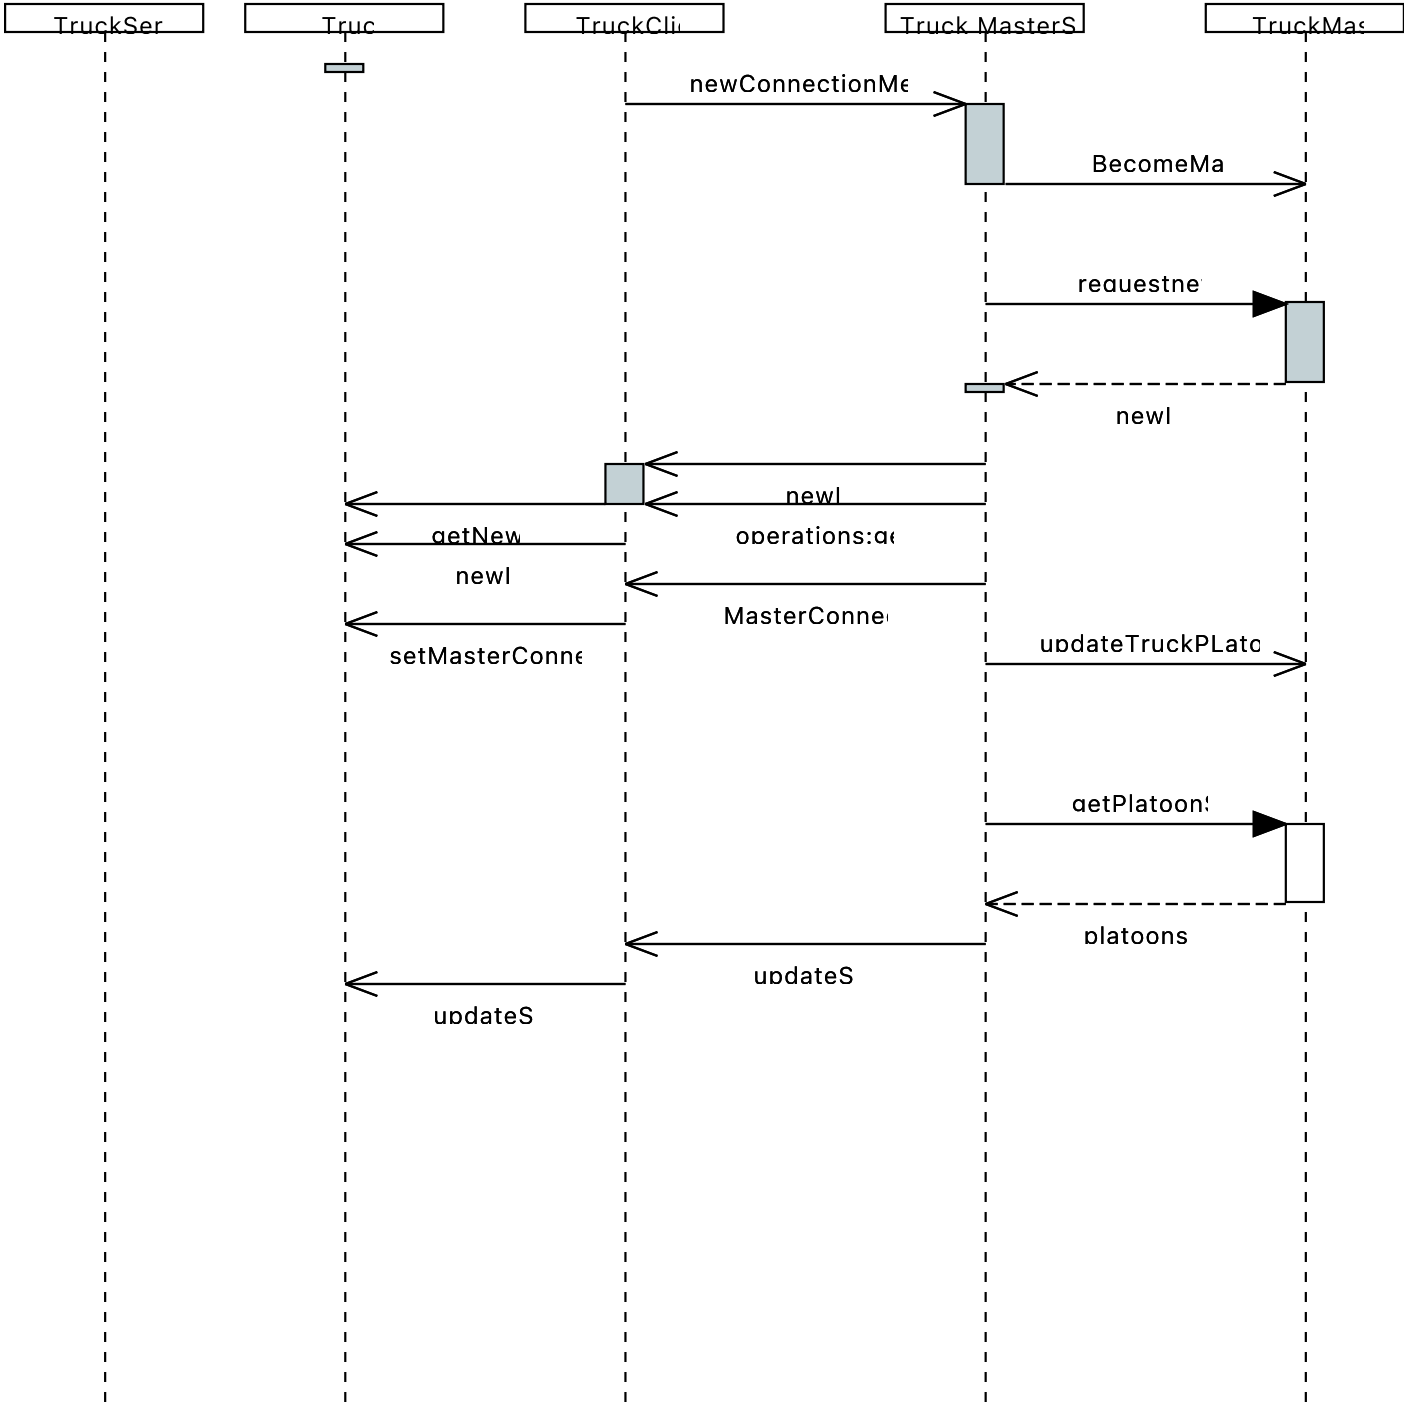 TruckSer
Truc
TruckCli
Truck MasterS
TruckMas
newConnectionMe
BecomeMa
requestne
newI
newI
getNew
operations:ge
newI
MasterConne
setMasterConne
updateTruckPLato
getPlatoonS
platoons
updateS
updateS